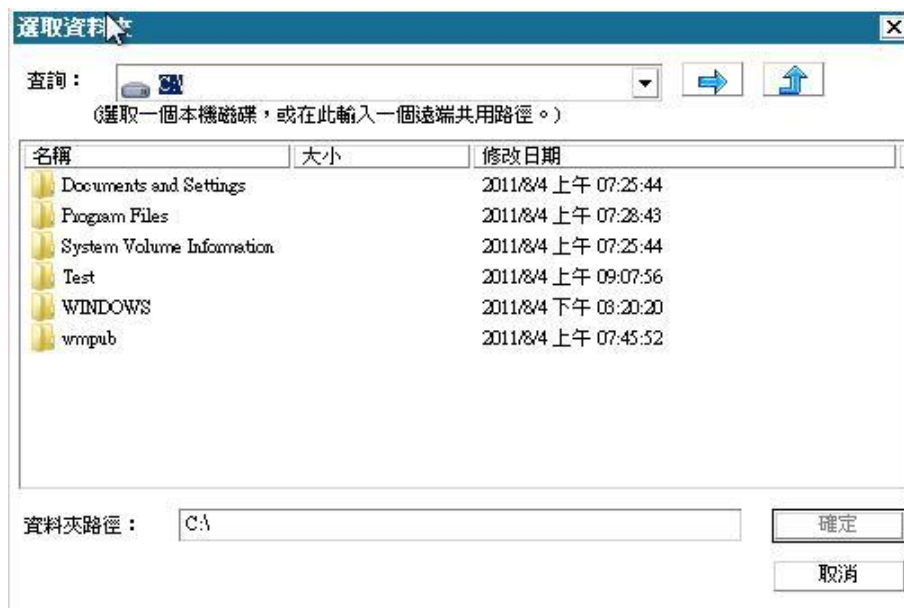 選取資料夾
查詢： C:\
(選取一個本機磁碟，或在此輸入一個遠端共用路徑。)
名稱 大小 修改日期
Documents and Settings 2011/8/4 上午 07:25:44
Program Files 2011/8/4 上午 07:28:43
System Volume Information 2011/8/4 上午 07:25:44
Test 2011/8/4 上午 09:07:56
WINDOWS 2011/8/4 下午 03:20:20
wmpub 2011/8/4 上午 07:45:52
資料夾路徑： C:\ 確定
取消